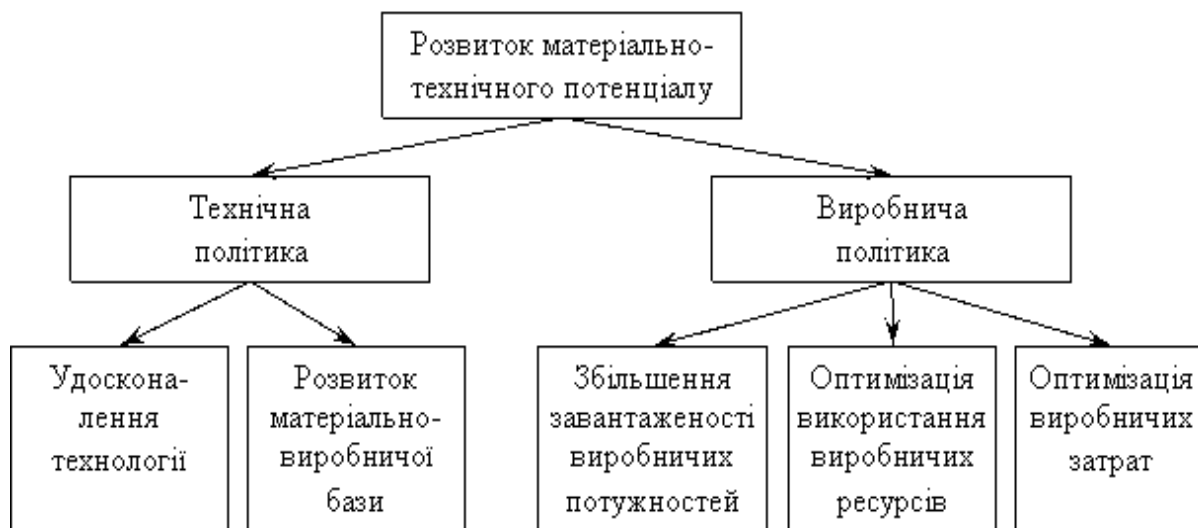 Розвиток матеріально-
технічного потенціалу
Технічна
політика
Виробнича
політика
Удоскона-
лення
технології
Розвиток
матеріально-
виробничої
бази
Збільшення
завантаженості
виробничих
потужностей
Оптимізація
використання
виробничих
ресурсів
Оптимізація
виробничих
затрат